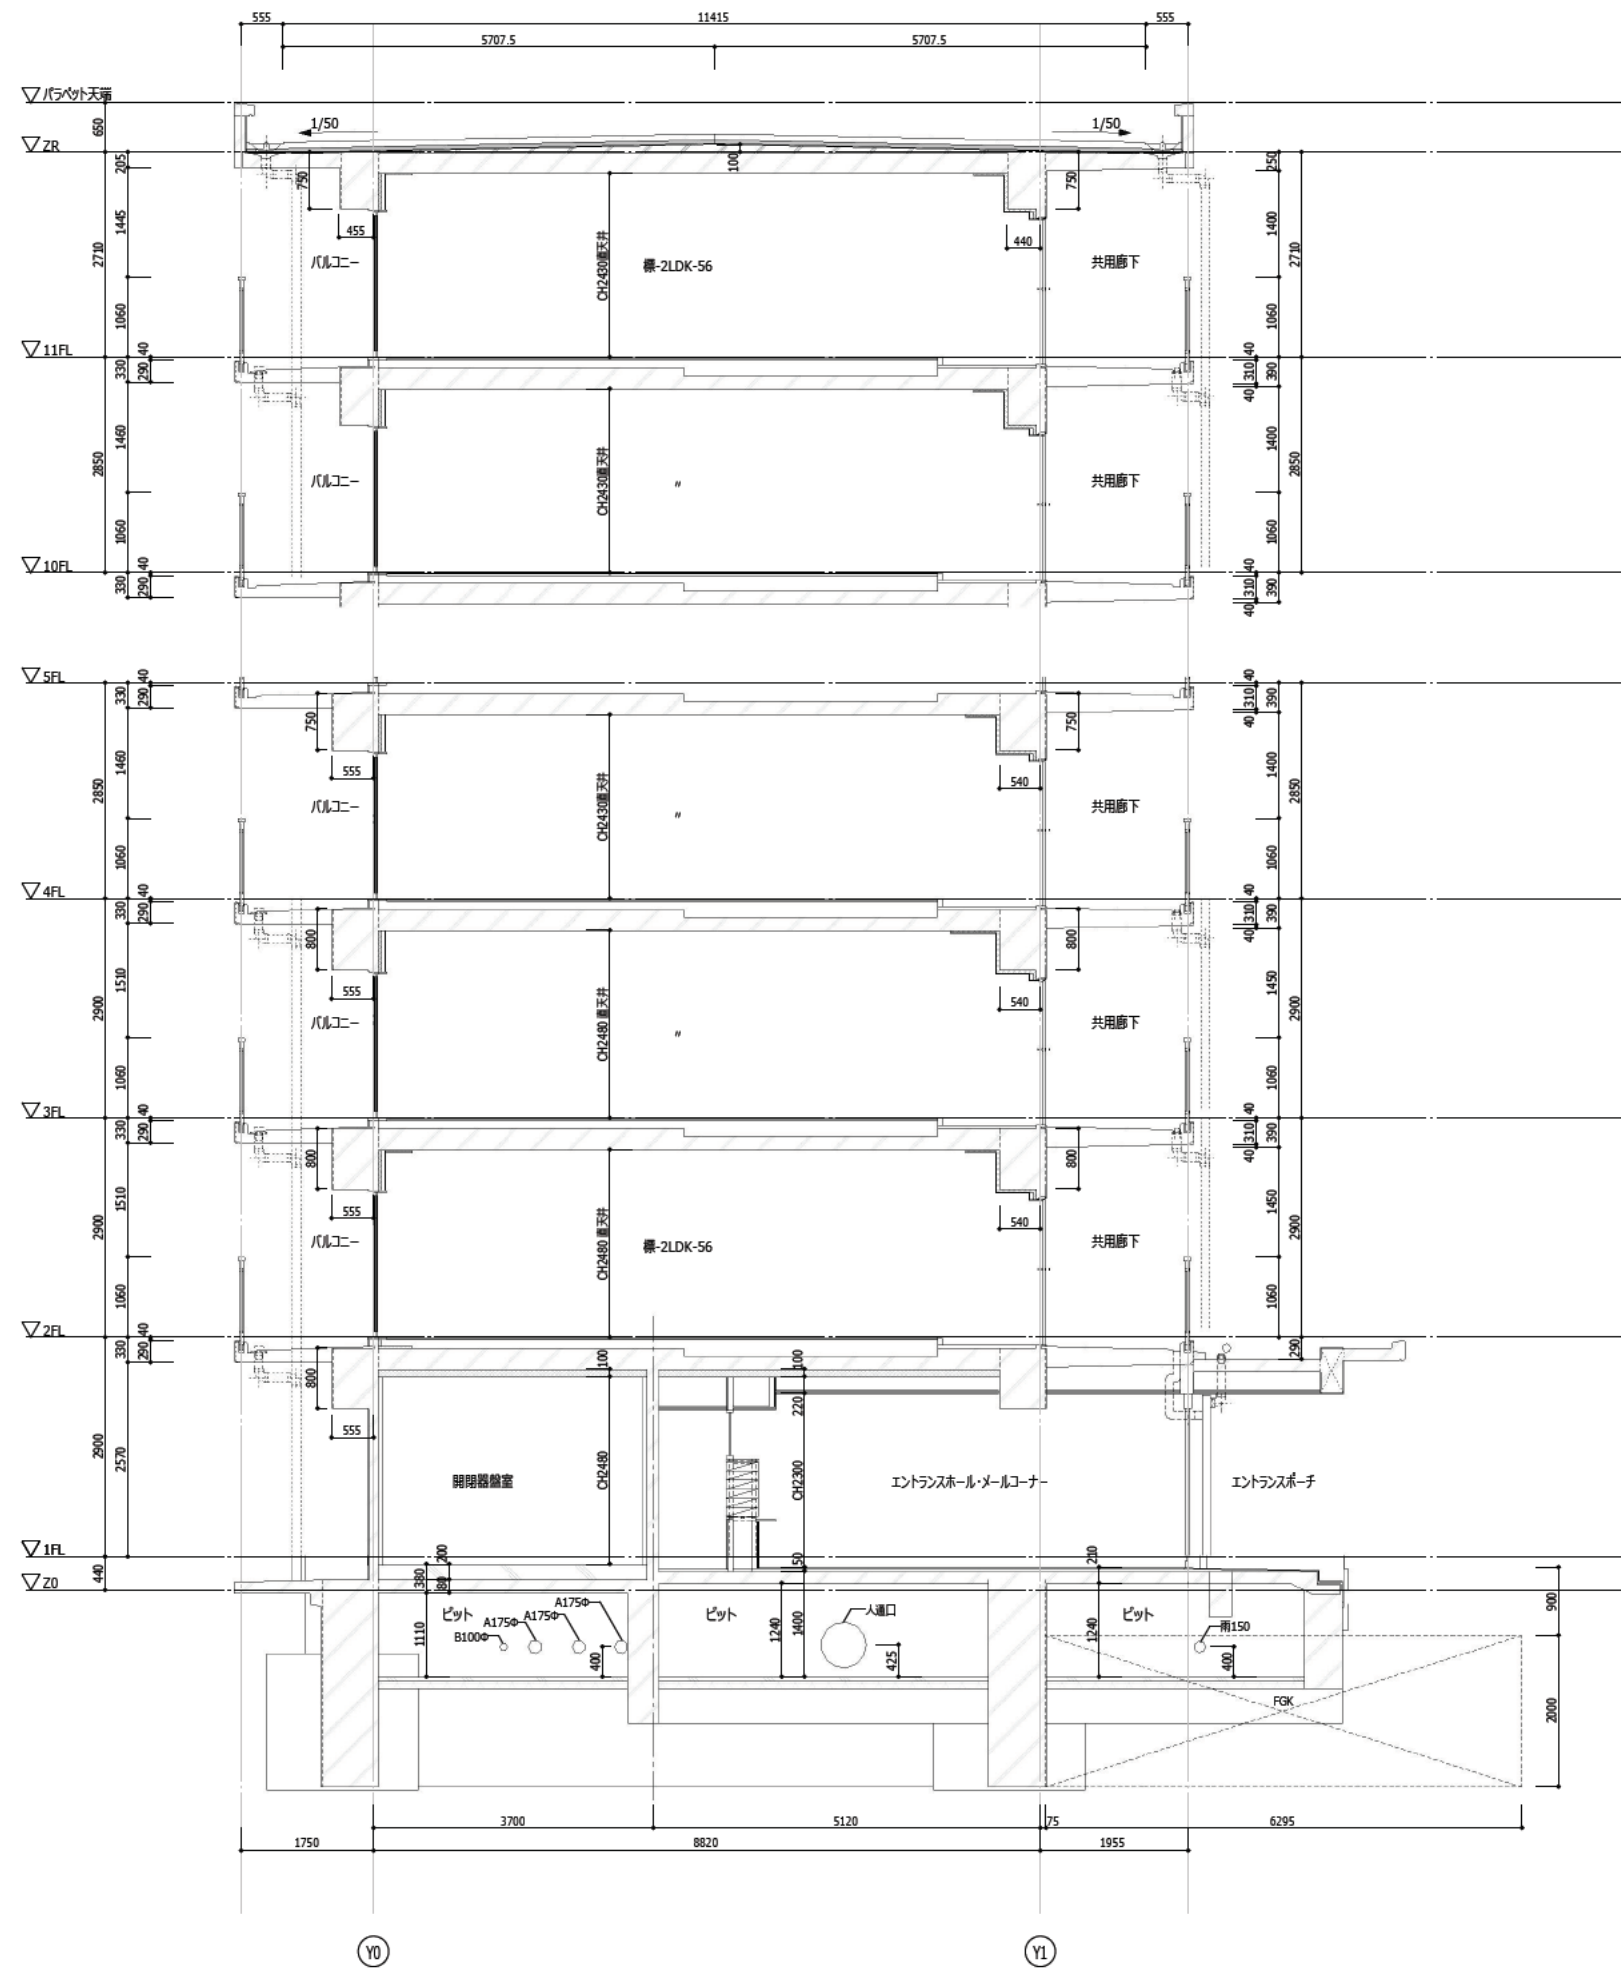 555 11415 555
5707.5 5707.5
パラペット天端
650
1/50 1/50
ZR
205 750 100 750 250
1445 1400
2710 455 CH2430直天井 440 2710
バルコニー 標-2LDK-56 共用廊下
1060 1060
11FL
40 40
330 290 310 390
40
1460 1400
2850 バルコニー CH2430直天井 〃 共用廊下 2850
1060 1060
10FL
40 40
330 290 310 390
40
5FL
40 40
330 290 750 750 310 390
40
1460 555 540 1400
2850 バルコニー CH2430直天井 〃 共用廊下 2850
1060 1060
4FL
40 40
330 290 800 800 310 390
40
1510 555 540 1450
2900 バルコニー CH2480直天井 〃 共用廊下 2900
1060 1060
3FL
40 40
330 290 800 800 310 390
40
1510 555 540 1450
2900 バルコニー CH2480直天井 標-2LDK-56 共用廊下 2900
1060 1060
2FL
40
330 290 800 100 100 290
220
555
2900 2570 CH2480 CH2300
開閉器盤室 エントランスホール・メールコーナー エントランスポーチ
1FL
440 200 50 210
380 80
Z0
ピット ピット 人通口 ピット 900
A175Φ
A175Φ 雨150
B100Φ
1110 400 1240 1400 425 1240 400
FGK 2000
3700 5120 75 6295
1750 8820 1955
Y0 Y1